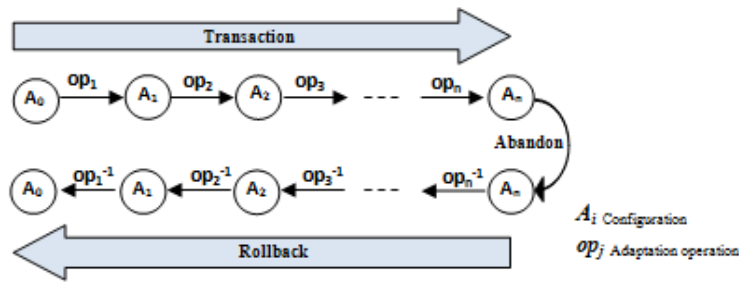 Transaction
op₁ op₂ op₃ opₙ
A₀ A₁ A₂ Aₙ
Abandon
op₁⁻¹ op₂⁻¹ op₃⁻¹ opₙ⁻¹
A₀ A₁ A₂ Aₙ
Aᵢ Configuration
opⱼ Adaptation operation
Rollback